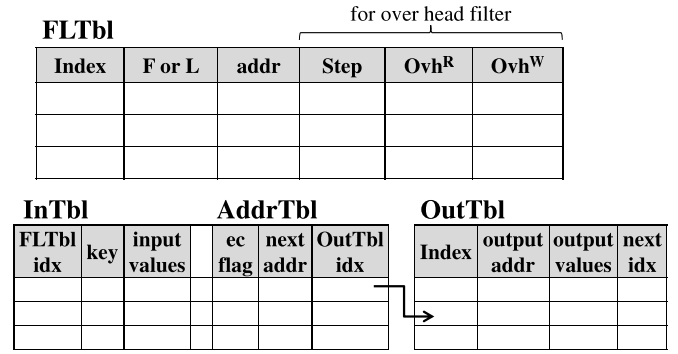 for over head filter
FLTbl
Index F or L addr Step Ovh^R Ovh^W
InTbl AddrTbl OutTbl
FLTbl idx key input values ec flag next addr OutTbl idx
Index output addr output values next idx